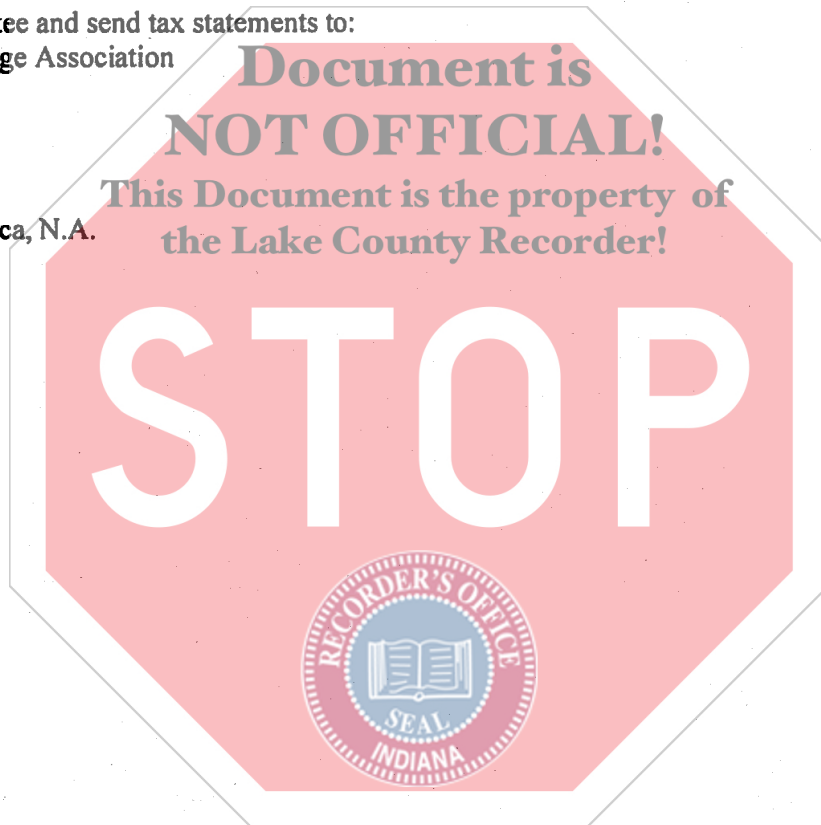 ee and send tax statements to:
ge Association
Document is
NOT OFFICIAL!
This Document is the property of
ca, N.A.
the Lake County Recorder!
STOP
RECORDER'S OFFICE
SEAL
INDIANA